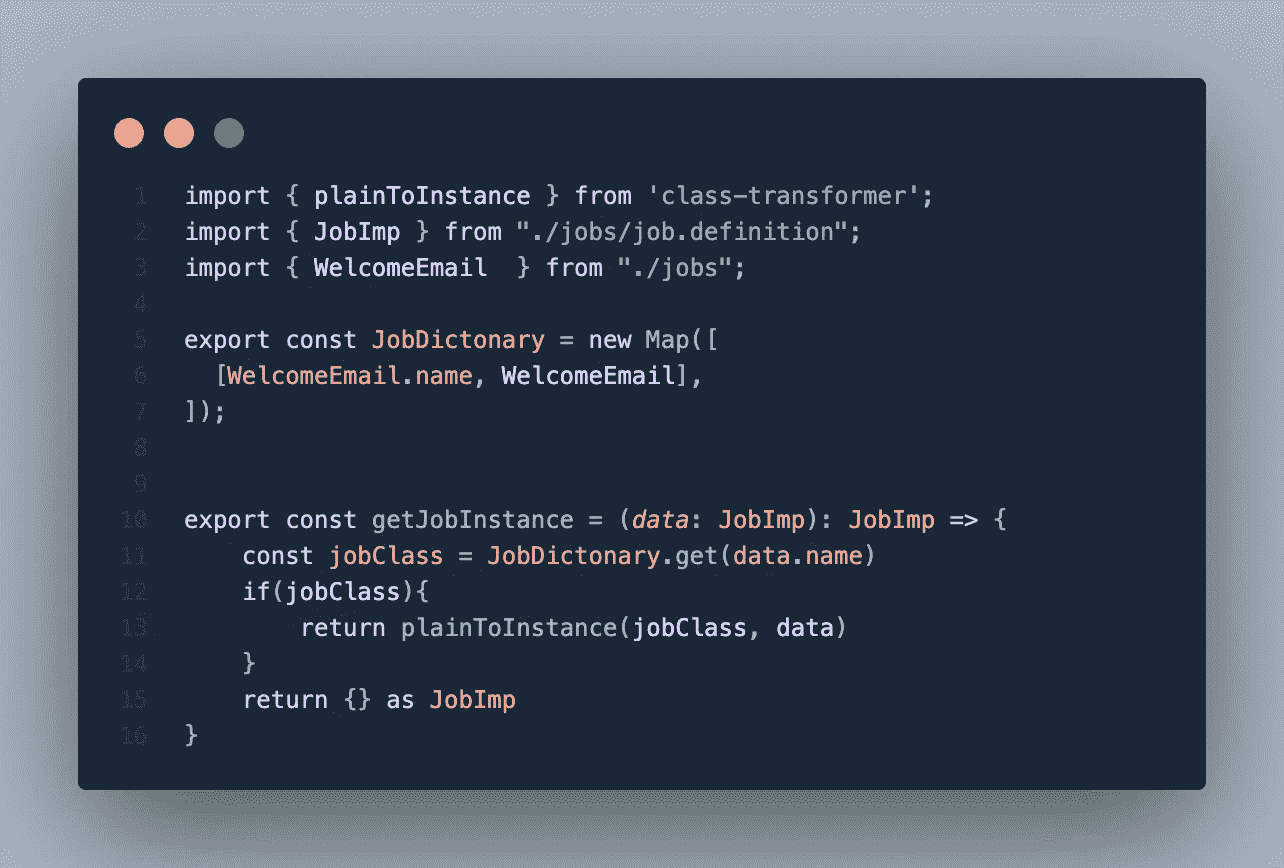 1 import { plainToInstance } from 'class-transformer';
2 import { JobImp } from "./jobs/job.definition";
3 import { WelcomeEmail  } from "./jobs";
4
5 export const JobDictonary = new Map([
6   [WelcomeEmail.name, WelcomeEmail],
7 ]);
8
9
10 export const getJobInstance = (data: JobImp): JobImp => {
11     const jobClass = JobDictonary.get(data.name)
12     if(jobClass){
13         return plainToInstance(jobClass, data)
14     }
15     return {} as JobImp
16 }